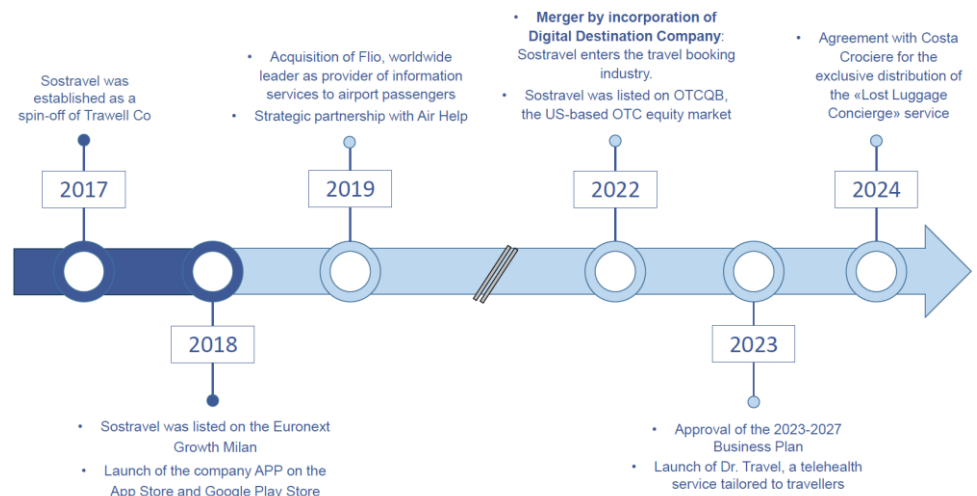 Sostravel was
established as a
spin-off of Trawell Co
2017
• Sostravel was listed on the Euronext
Growth Milan
• Launch of the company APP on the
App Store and Google Play Store
2018
• Acquisition of Flio, worldwide
leader as provider of information
services to airport passengers
• Strategic partnership with Air Help
2019
• Merger by incorporation of
Digital Destination Company:
Sostravel enters the travel booking
industry.
• Sostravel was listed on OTCQB,
the US-based OTC equity market
2022
2023
• Approval of the 2023-2027
Business Plan
• Launch of Dr. Travel, a telehealth
service tailored to travellers
• Agreement with Costa
Crociere for the
exclusive distribution of
the «Lost Luggage
Concierge» service
2024